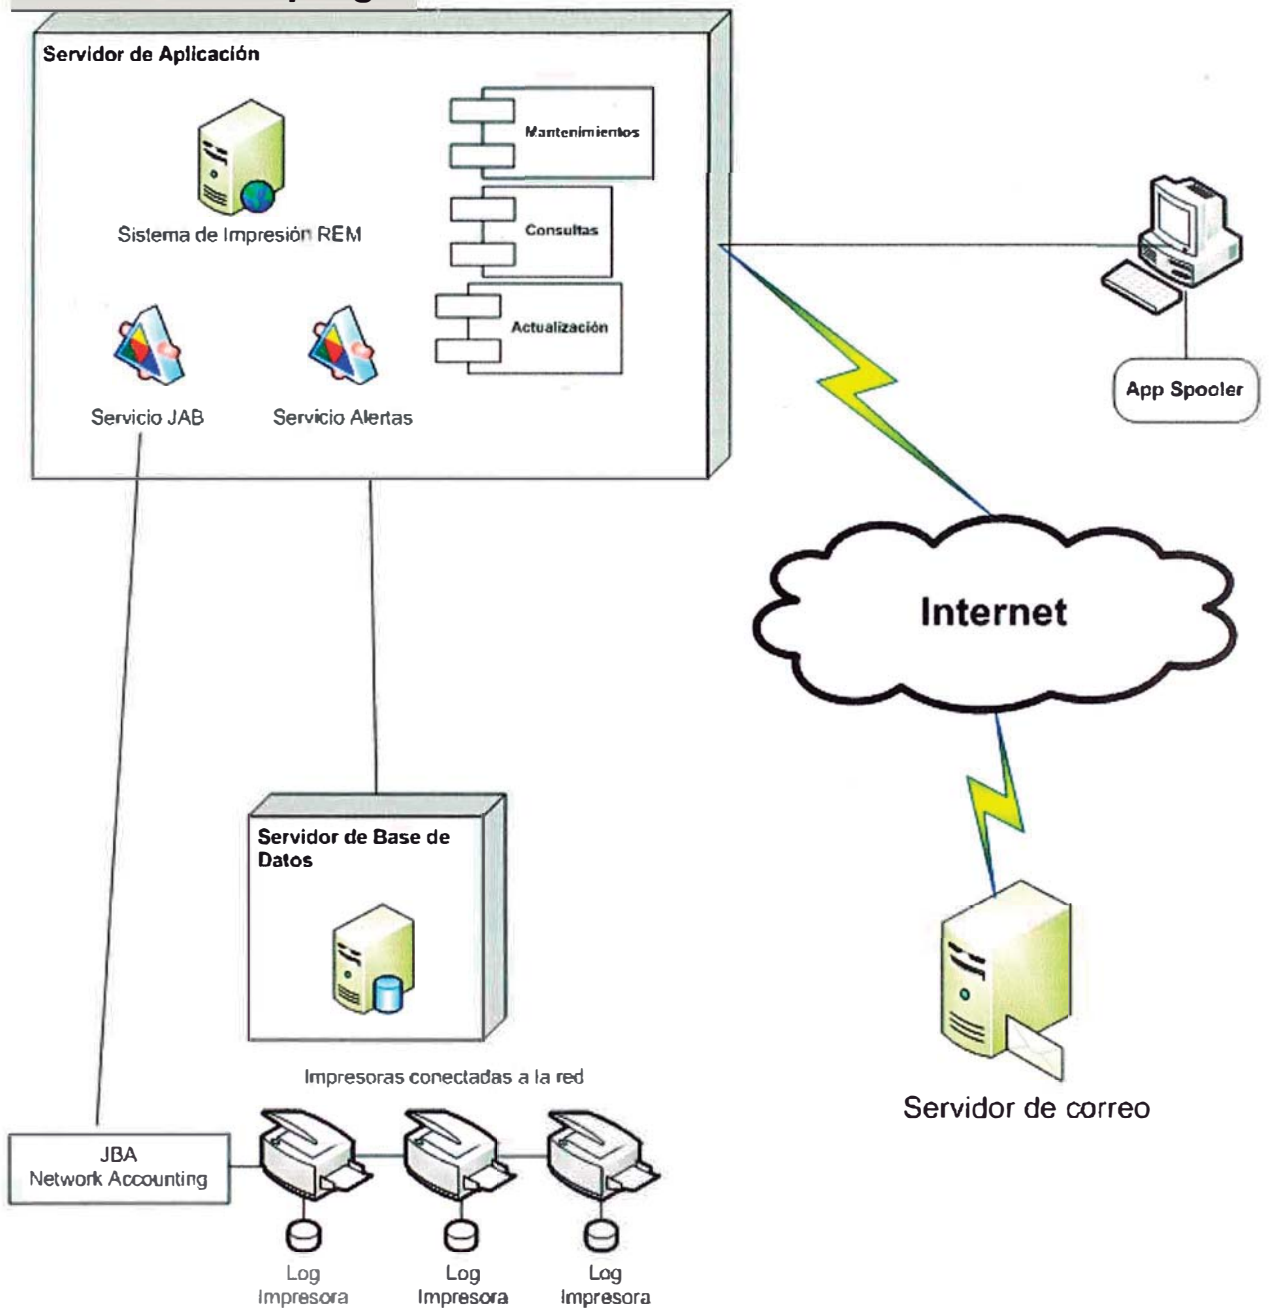 Servidor de Aplicación
Mantenimientos
Sistema de Impresión REM
Consultas
Actualización
Servicio JAB
Servicio Alertas
App Spooler
Internet
Servidor de Base de
Datos
Servidor de correo
Impresoras conectadas a la red
JBA
Network Accounting
Log
Impresora
Log
Impresora
Log
Impresora